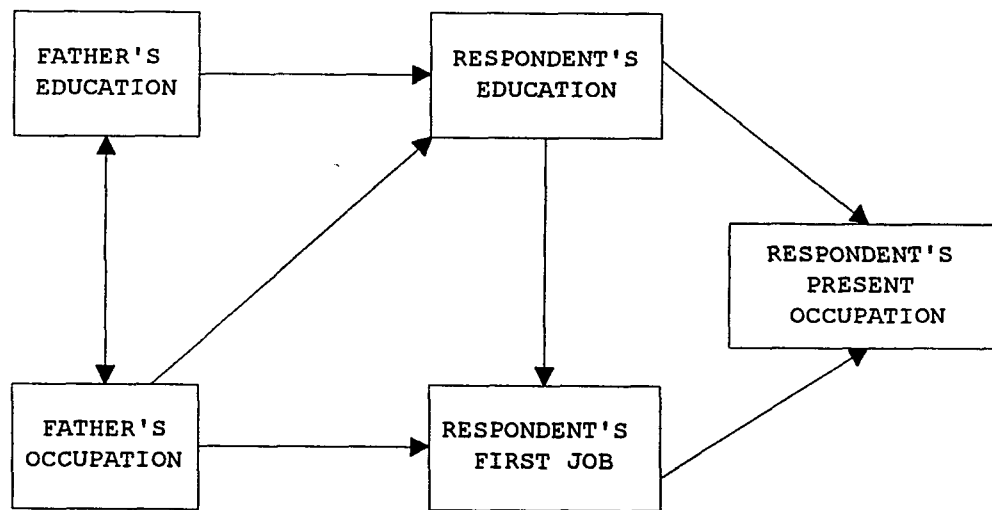 FATHER'S
EDUCATION
RESPONDENT'S
EDUCATION
RESPONDENT'S
PRESENT
OCCUPATION
FATHER'S
OCCUPATION
RESPONDENT'S
FIRST JOB